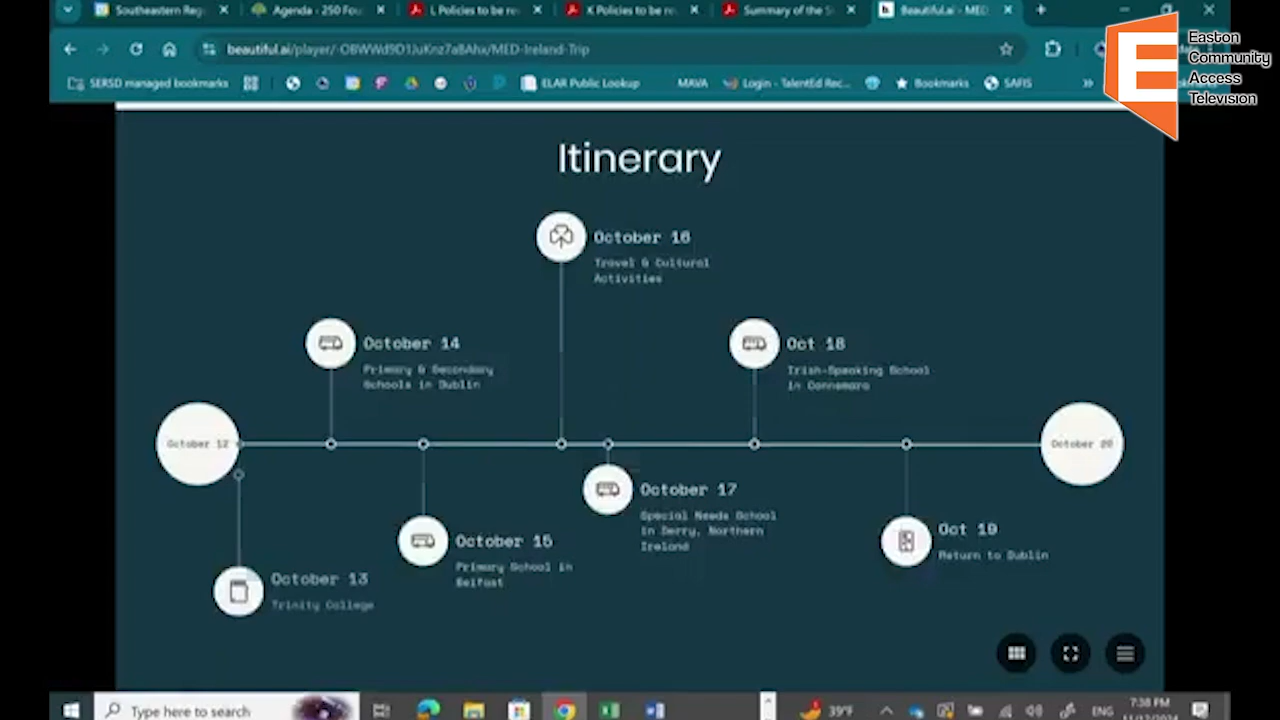 Southeastern Reg
Agenda - 250 Fou
L Policies to be re
K Policies to be re
Summary of the S
Beautiful.ai - MED
beautiful.ai/player/-OBWWd9D1JuKnz7a8Ahx/MED-Ireland-Trip
SERSD managed bookmarks
ELAR Public Lookup
MAVA
Login - TalentEd Rec...
Bookmarks
SAFIS
Easton
Community
Access
Television
Itinerary
October 16
Travel & Cultural
Activities
October 14
Primary & Secondary
Schools in Dublin
Oct 18
Irish-Speaking School
in Connemara
October 12
October 20
October 17
Special Needs School
in Derry, Northern
Ireland
October 15
Primary School in
Belfast
Oct 19
Return to Dublin
October 13
Trinity College
Type here to search
39°F
ENG
7:38 PM